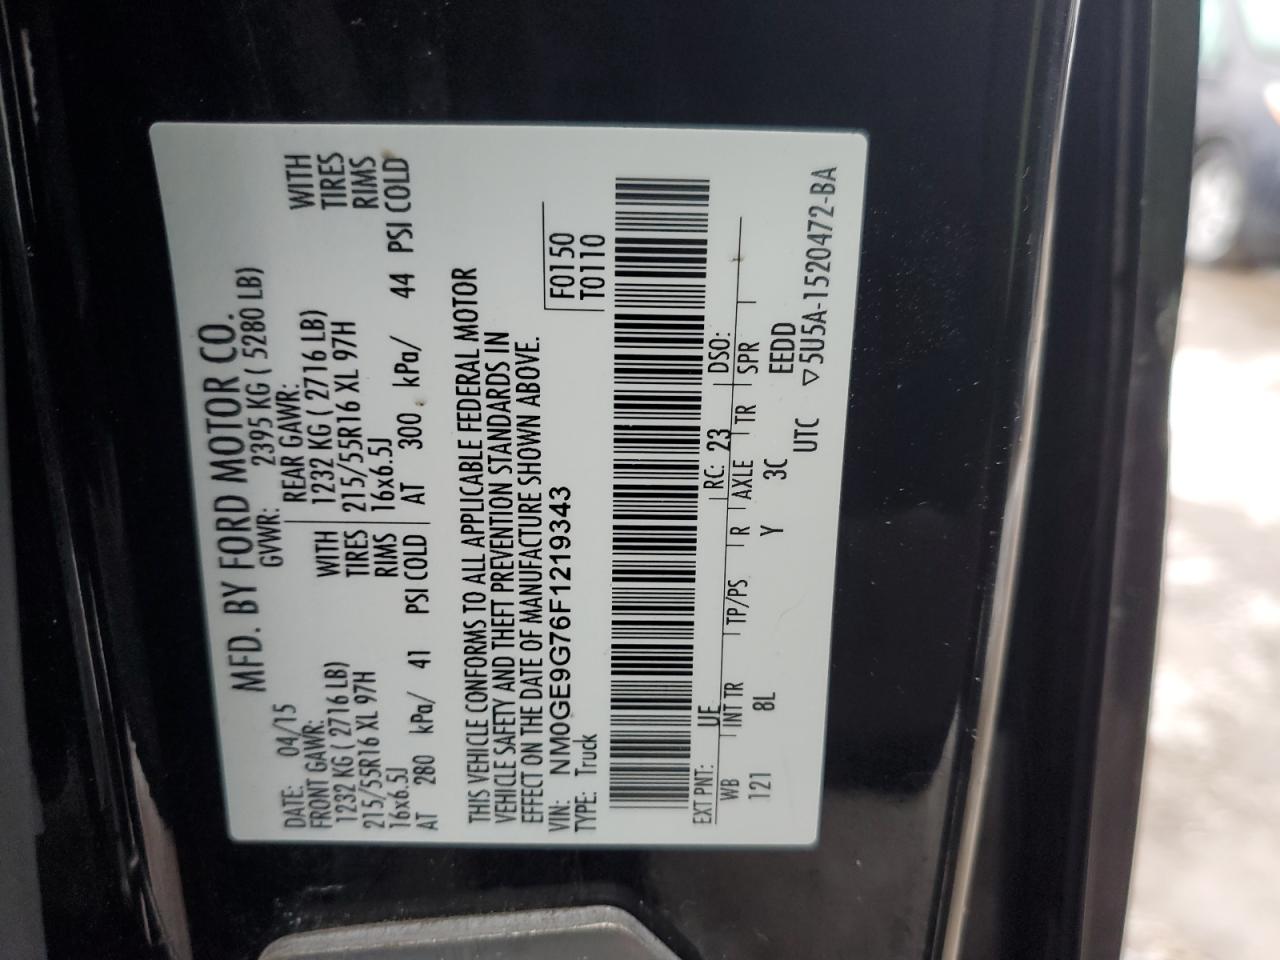 MFD. BY FORD MOTOR CO.
DATE: 04/15 GVWR: 2395 KG ( 5280 LB)
FRONT GAWR: REAR GAWR:
1232 KG ( 2716 LB) WITH 1232 KG ( 2716 LB) WITH
215/55R16 XL 97H TIRES 215/55R16 XL 97H TIRES
16x6.5J RIMS 16x6.5J RIMS
AT 280 kPa/ 41 PSI COLD AT 300 kPa/ 44 PSI COLD
THIS VEHICLE CONFORMS TO ALL APPLICABLE FEDERAL MOTOR
VEHICLE SAFETY AND THEFT PREVENTION STANDARDS IN
EFFECT ON THE DATE OF MANUFACTURE SHOWN ABOVE.
VIN: NM0GE9G76F1219343 F0150
TYPE: Truck T0110
EXT PNT: UE RC: 23 DSO:
WB INT TR TP/PS R AXLE TR SPR
121 8L Y 3C EEDD
UTC ▽5U5A-1520472-BA